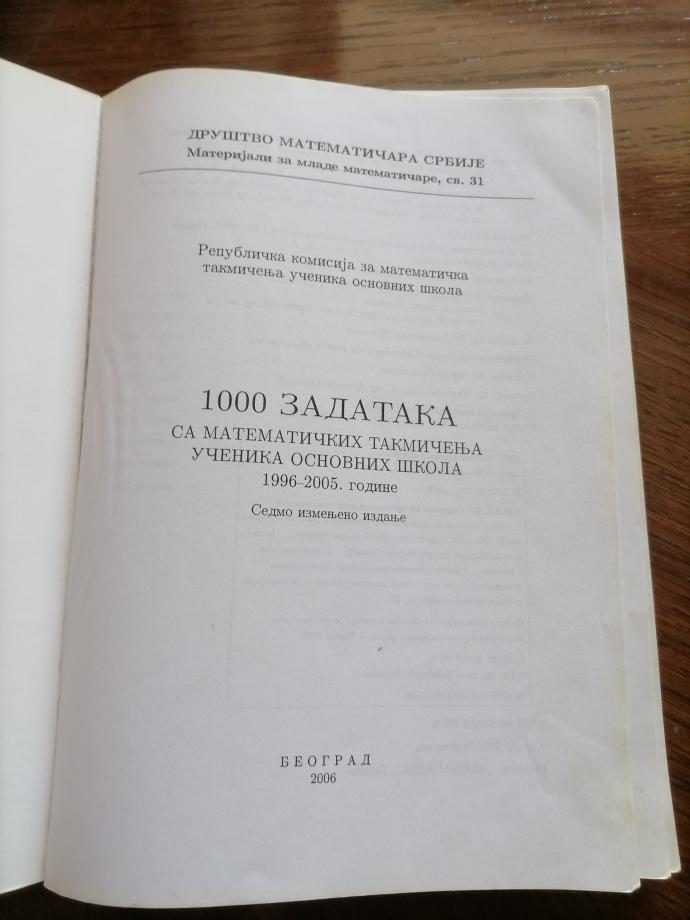 ДРУШТВО МАТЕМАТИЧАРА СРБИЈЕ
Материјали за младе математичаре, св. 31
Републичка комисија за математичка
такмичења ученика основних школа
1000 ЗАДАТАКА
СА МАТЕМАТИЧКИХ ТАКМИЧЕЊА
УЧЕНИКА ОСНОВНИХ ШКОЛА
1996–2005. године
Седмо измењено издање
БЕОГРАД
2006